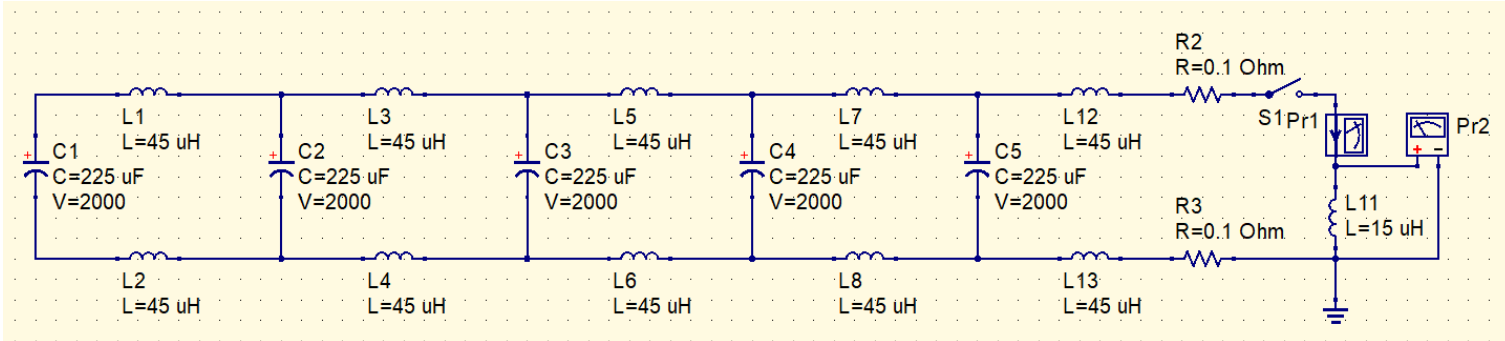 R2
R=0.1 Ohm
S1
Pr1
Pr2
L1
L=45 uH
L3
L=45 uH
L5
L=45 uH
L7
L=45 uH
L12
L=45 uH
+
C1
C=225 uF
V=2000
+
C2
C=225 uF
V=2000
+
C3
C=225 uF
V=2000
+
C4
C=225 uF
V=2000
+
C5
C=225 uF
V=2000
+ −
L11
L=15 uH
R3
R=0.1 Ohm
L2
L=45 uH
L4
L=45 uH
L6
L=45 uH
L8
L=45 uH
L13
L=45 uH